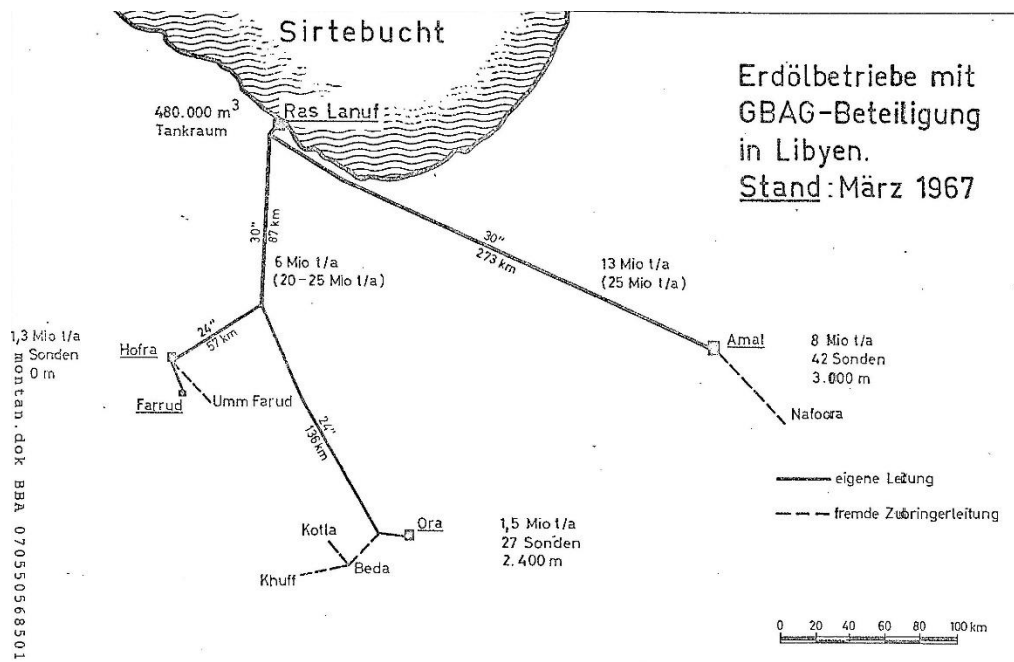 Sirtebucht
Erdölbetriebe mit
GBAG-Beteiligung
in Libyen.
Stand: März 1967
480.000 m³
Tankraum
Ras Lanuf
30"
87 km
6 Mio t/a
(20-25 Mio t/a)
30"
273 km
13 Mio t/a
(25 Mio t/a)
1,3 Mio t/a
Sonden
0 m
Hofra
24"
57 km
Farrud
Umm Farud
Amal
8 Mio t/a
42 Sonden
3.000 m
Nafoora
24"
136 km
eigene Leitung
fremde Zubringerleitung
Kotla
Khuff
Beda
Ora
1,5 Mio t/a
27 Sonden
2.400 m
0 20 40 60 80 100 km
montan.dok BBA 070550568501